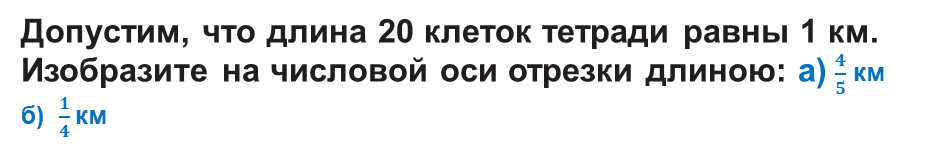 Допустим, что длина 20 клеток тетради равны 1 км.
Изобразите на числовой оси отрезки длиною: а) 4/5 км
б) 1/4 км